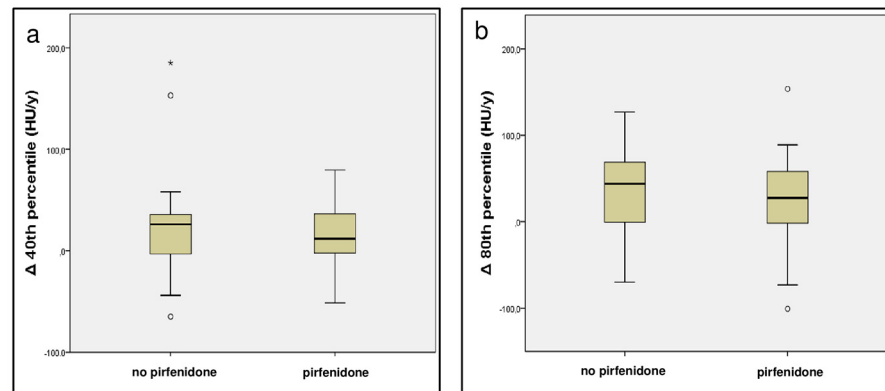 a
Δ 40th percentile (HU/y)
200,0
*
100,0
,0
-100,0
no pirfenidone
pirfenidone
b
Δ 80th percentile (HU/y)
200,0
100,0
,0
-100,0
no pirfenidone
pirfenidone